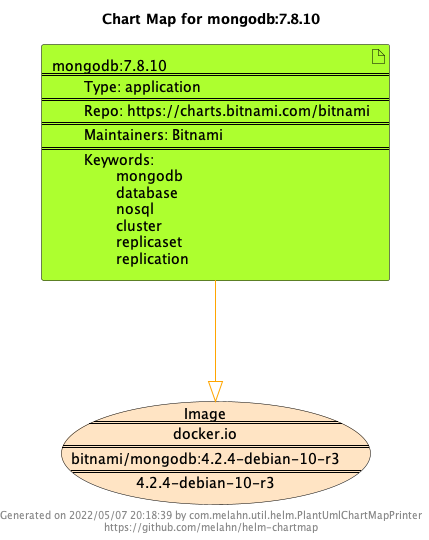 Chart Map for mongodb:7.8.10
mongodb:7.8.10
Type: application
Repo: https://charts.bitnami.com/bitnami
Maintainers: Bitnami
Keywords:
mongodb
database
nosql
cluster
replicaset
replication
Image
docker.io
bitnami/mongodb:4.2.4-debian-10-r3
4.2.4-debian-10-r3
Generated on 2022/05/07 20:18:39 by com.melahn.util.helm.PlantUmlChartMapPrinter
https://github.com/melahn/helm-chartmap